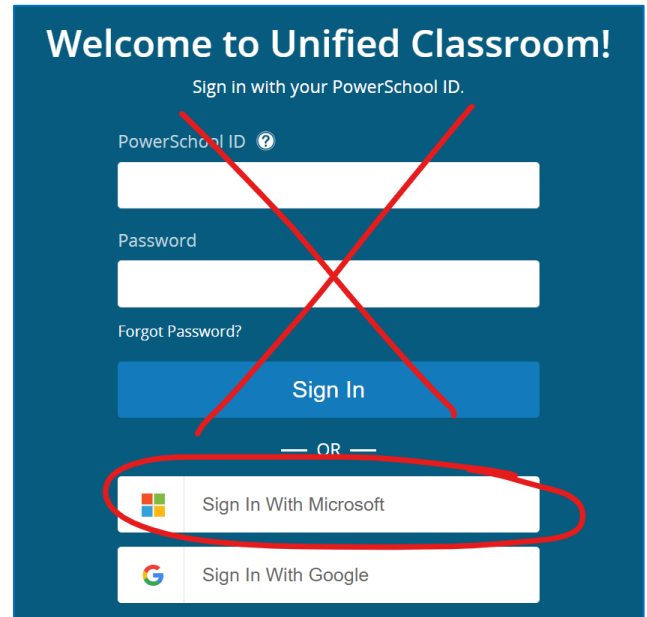 Welcome to Unified Classroom!
Sign in with your PowerSchool ID.
PowerSchool ID ?
Password
Forgot Password?
Sign In
OR
Sign In With Microsoft
Sign In With Google